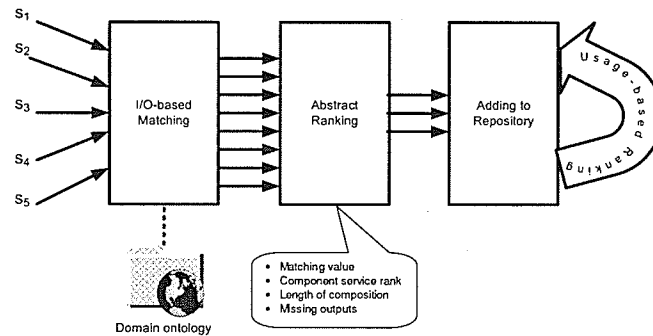 S1
S2
S3
S4
S5
I/O-based
Matching
Abstract
Ranking
Adding to
Repository
Usage-based Ranking
• Matching value
• Component service rank
• Length of composition
• Missing outputs
Domain ontology